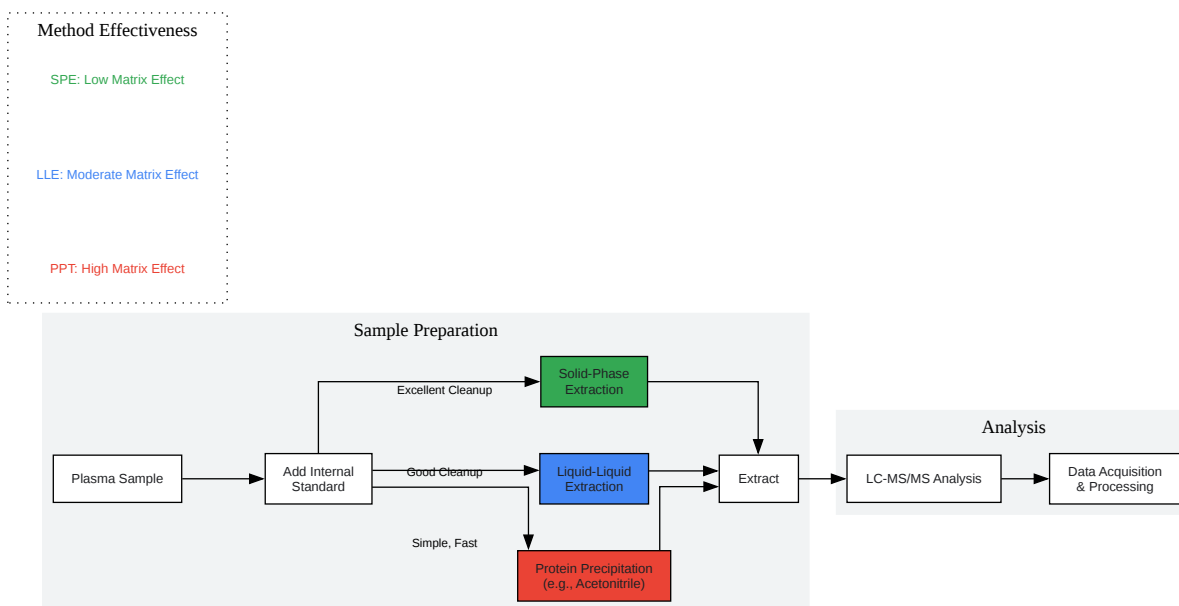 Method Effectiveness
SPE: Low Matrix Effect
LLE: Moderate Matrix Effect
PPT: High Matrix Effect
Sample Preparation
Excellent Cleanup
Solid-Phase
Extraction
Plasma Sample
Add Internal
Standard
Good Cleanup
Liquid-Liquid
Extraction
Extract
Simple, Fast
Protein Precipitation
(e.g., Acetonitrile)
Analysis
LC-MS/MS Analysis
Data Acquisition
& Processing